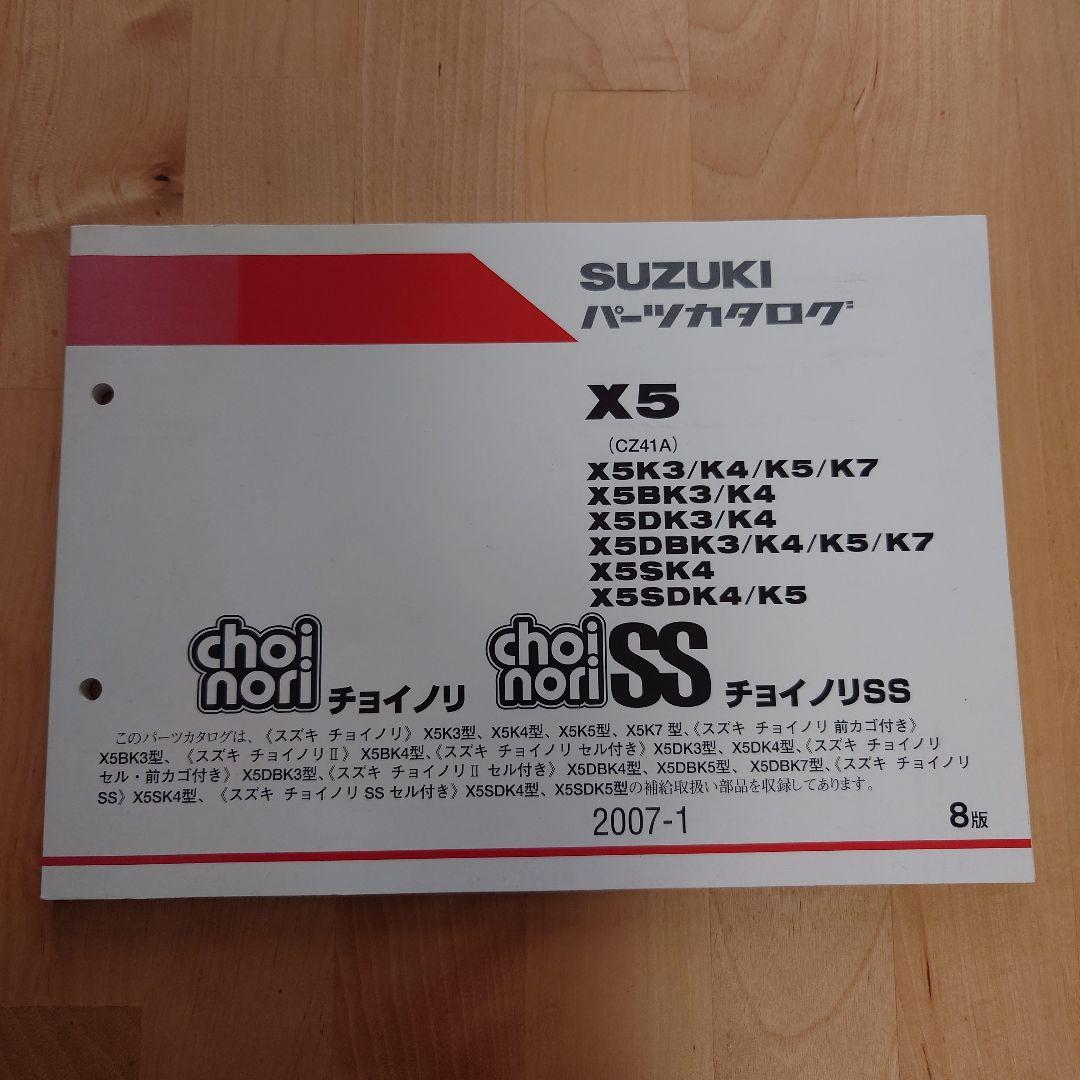 SUZUKI
パーツカタログ
X5
(CZ41A)
X5K3/K4/K5/K7
X5BK3/K4
X5DK3/K4
X5DBK3/K4/K5/K7
X5SK4
X5SDK4/K5
choi
nori チョイノリ
choi
nori SS チョイノリSS
このパーツカタログは、《スズキ チョイノリ》 X5K3型、X5K4型、X5K5型、X5K7 型、《スズキ チョイノリ 前カゴ付き》
X5BK3型、《スズキ チョイノリⅡ》 X5BK4型、《スズキ チョイノリ セル付き》 X5DK3型、X5DK4型、《スズキ チョイノリ
セル・前カゴ付き》 X5DBK3型、《スズキ チョイノリⅡ セル付き》 X5DBK4型、X5DBK5型、X5DBK7型、《スズキ チョイノリ
SS》 X5SK4型、《スズキ チョイノリ SS セル付き》 X5SDK4型、X5SDK5型の補給取扱い部品を収録してあります。
2007-1
8版